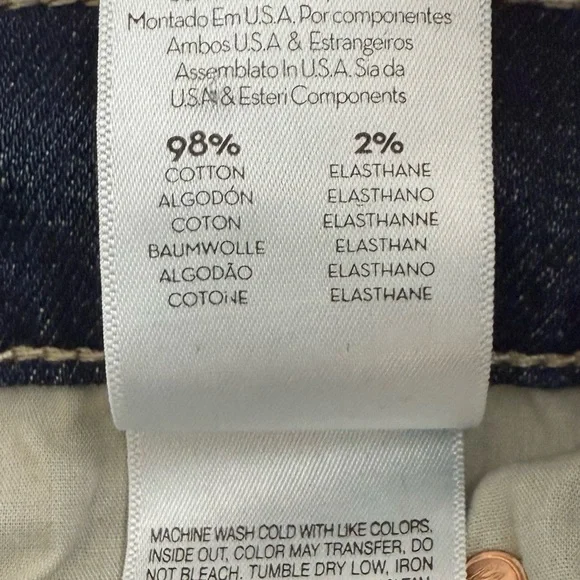 Montado Em U.S.A. Por componentes
Ambos U.S.A & Estrangeiros
Assemblato In U.S.A. Sia da
U.S.A & Esteri Components
98% 2%
COTTON ELASTHANE
ALGODÓN ELASTHANO
COTON ELASTHANNE
BAUMWOLLE ELASTHAN
ALGODÃO ELASTHANO
COTONE ELASTHANE
MACHINE WASH COLD WITH LIKE COLORS,
INSIDE OUT, COLOR MAY TRANSFER, DO
NOT BLEACH, TUMBLE DRY LOW, IRON